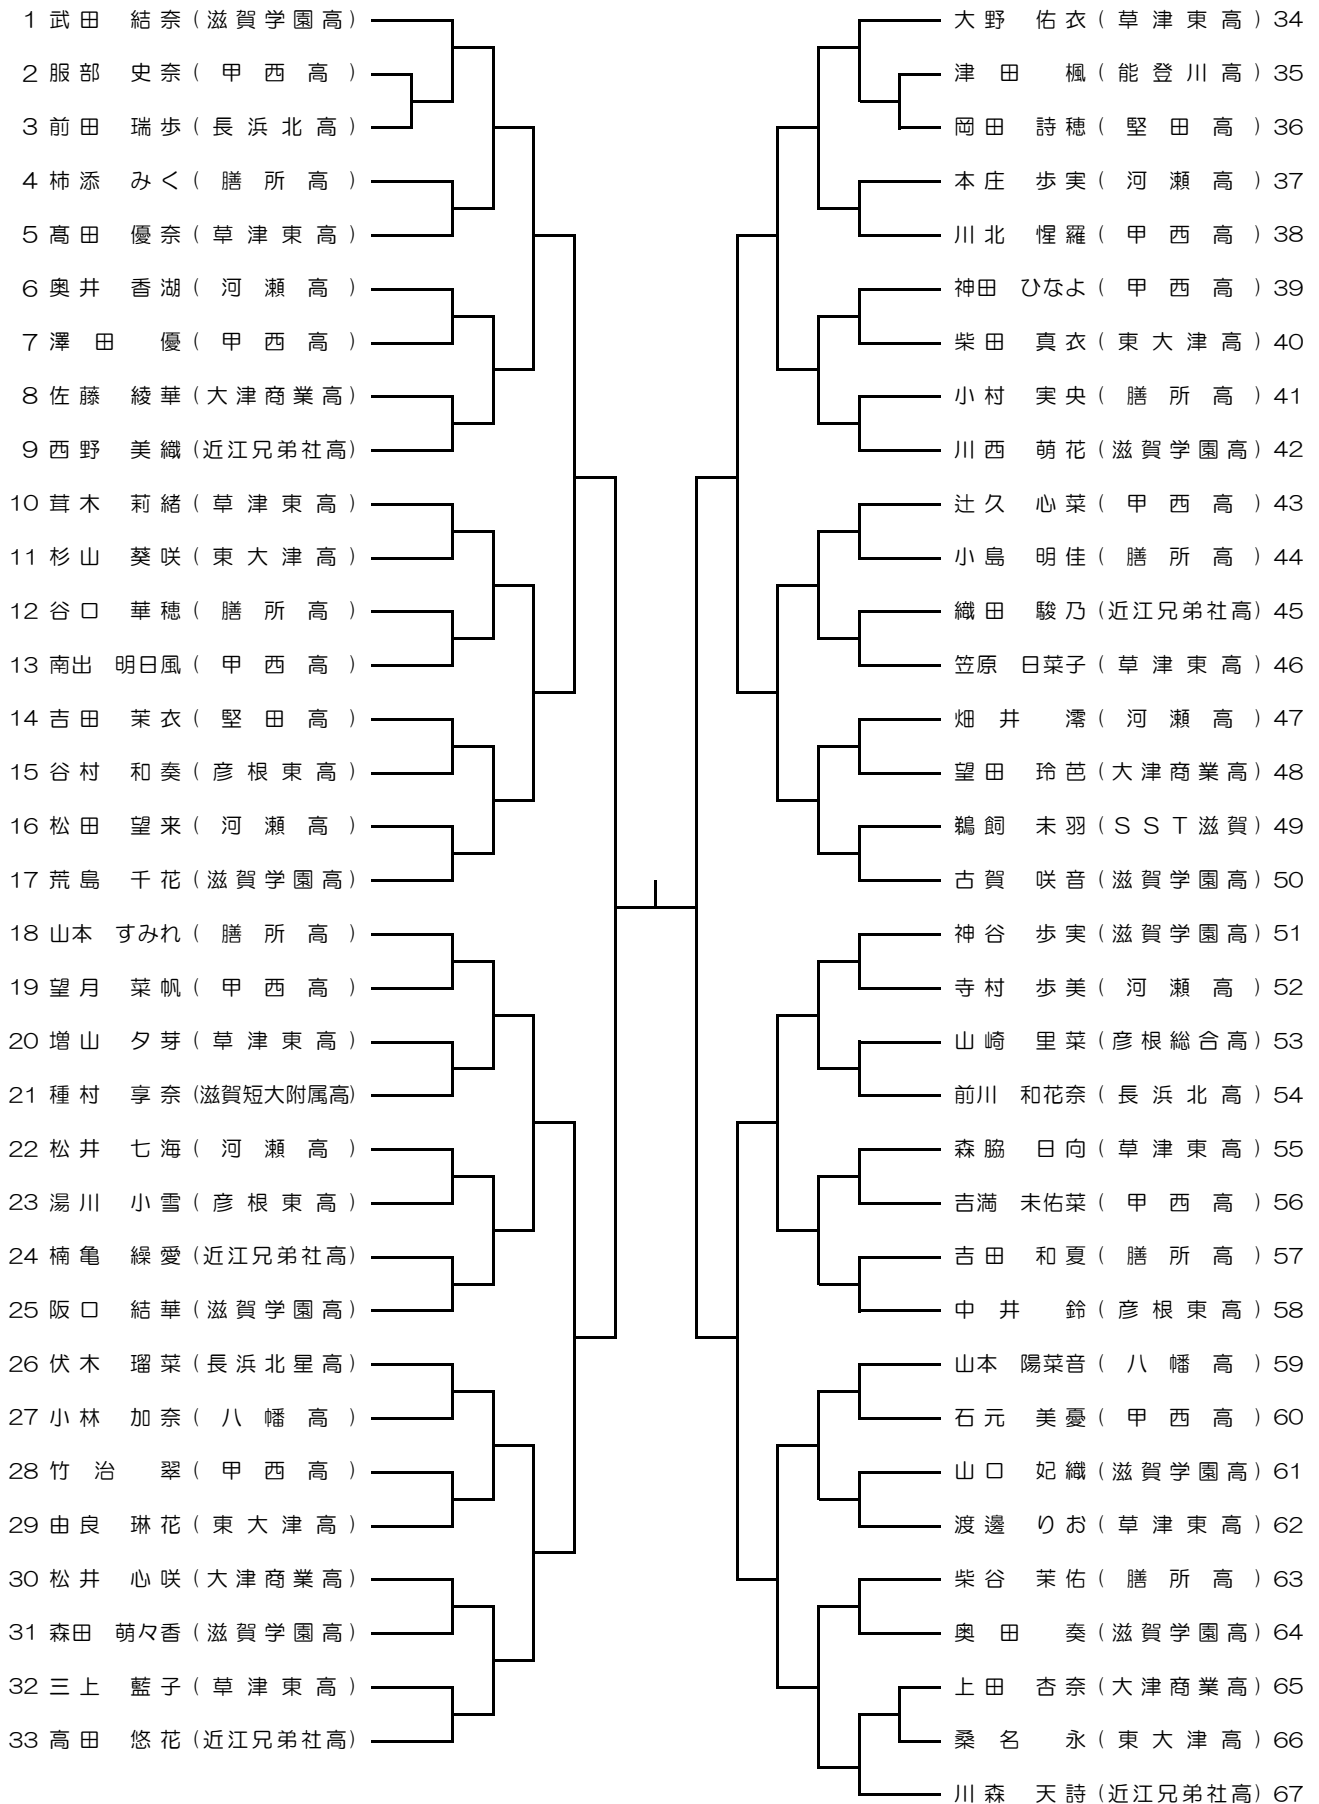 1 武田 結奈 (滋賀学園高)
2 服部 史奈 (甲西高)
3 前田 瑞歩 (長浜北高)
4 柿添 みく (膳所高)
5 髙田 優奈 (草津東高)
6 奥井 香湖 (河瀬高)
7 澤田 優 (甲西高)
8 佐藤 綾華 (大津商業高)
9 西野 美織 (近江兄弟社高)
10 茸木 莉緒 (草津東高)
11 杉山 葵咲 (東大津高)
12 谷口 華穂 (膳所高)
13 南出 明日風 (甲西高)
14 吉田 茉衣 (堅田高)
15 谷村 和奏 (彦根東高)
16 松田 望来 (河瀬高)
17 荒島 千花 (滋賀学園高)
18 山本 すみれ (膳所高)
19 望月 菜帆 (甲西高)
20 増山 夕芽 (草津東高)
21 種村 享奈 (滋賀短大附属高)
22 松井 七海 (河瀬高)
23 湯川 小雪 (彦根東高)
24 楠亀 繰愛 (近江兄弟社高)
25 阪口 結華 (滋賀学園高)
26 伏木 瑠菜 (長浜北星高)
27 小林 加奈 (八幡高)
28 竹治 翠 (甲西高)
29 由良 琳花 (東大津高)
30 松井 心咲 (大津商業高)
31 森田 萌々香 (滋賀学園高)
32 三上 藍子 (草津東高)
33 高田 悠花 (近江兄弟社高)
大野 佑衣 (草津東高) 34
津田 楓 (能登川高) 35
岡田 詩穂 (堅田高) 36
本庄 歩実 (河瀬高) 37
川北 惺羅 (甲西高) 38
神田 ひなよ (甲西高) 39
柴田 真衣 (東大津高) 40
小村 実央 (膳所高) 41
川西 萌花 (滋賀学園高) 42
辻久 心菜 (甲西高) 43
小島 明佳 (膳所高) 44
織田 駿乃 (近江兄弟社高) 45
笠原 日菜子 (草津東高) 46
畑井 澪 (河瀬高) 47
望田 玲芭 (大津商業高) 48
鵜飼 未羽 (SST滋賀) 49
古賀 咲音 (滋賀学園高) 50
神谷 歩実 (滋賀学園高) 51
寺村 歩美 (河瀬高) 52
山崎 里菜 (彦根総合高) 53
前川 和花奈 (長浜北高) 54
森脇 日向 (草津東高) 55
吉満 未佑菜 (甲西高) 56
吉田 和夏 (膳所高) 57
中井 鈴 (彦根東高) 58
山本 陽菜音 (八幡高) 59
石元 美憂 (甲西高) 60
山口 妃織 (滋賀学園高) 61
渡邊 りお (草津東高) 62
柴谷 茉佑 (膳所高) 63
奥田 奏 (滋賀学園高) 64
上田 杏奈 (大津商業高) 65
桑名 永 (東大津高) 66
川森 天詩 (近江兄弟社高) 67